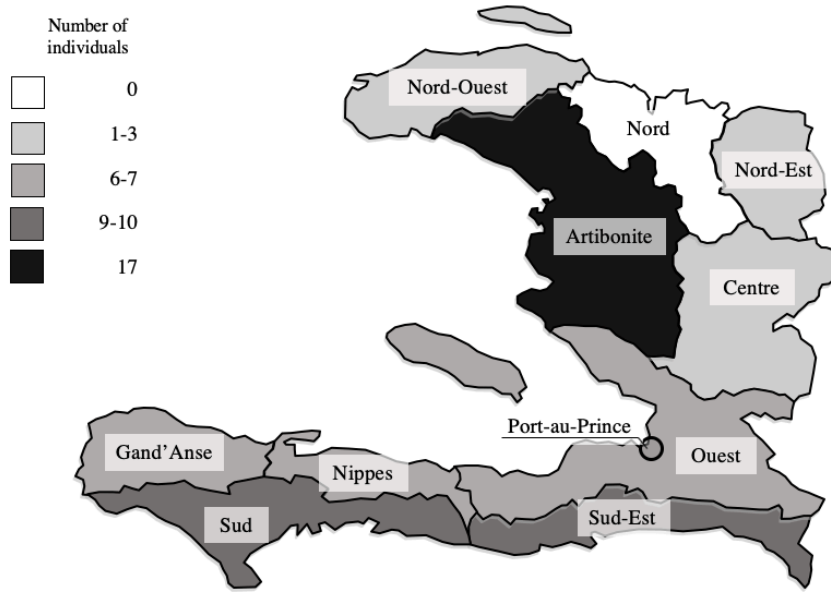 Number of
individuals
0
1-3
6-7
9-10
17
Nord-Ouest
Nord
Nord-Est
Artibonite
Centre
Port-au-Prince
Gand'Anse
Nippes
Ouest
Sud
Sud-Est